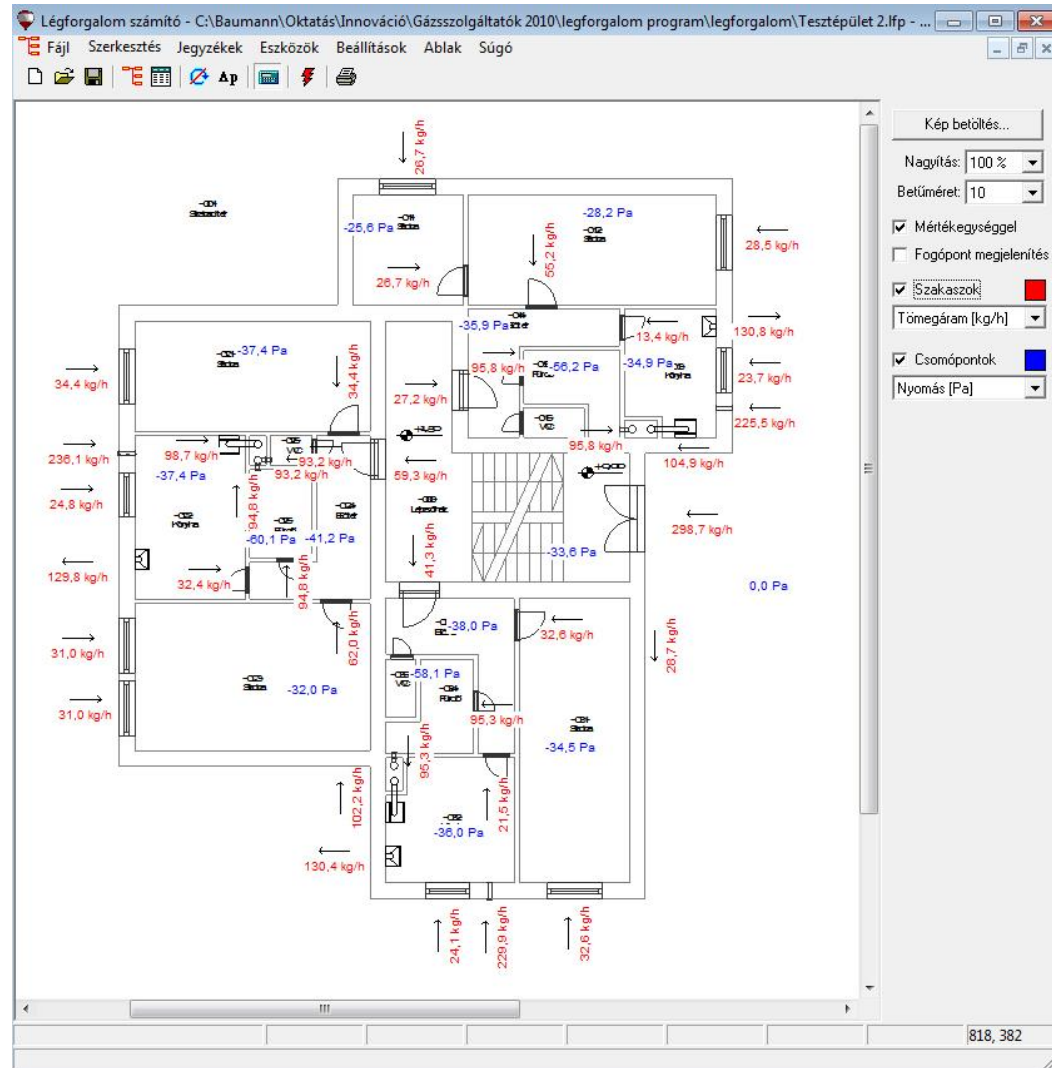 Légforgalom számító - C:\Baumann\Oktatás\Innováció\Gázsszolgáltatók 2010\legforgalom program\legforgalom\Tesztépület 2.lfp - ...
Fájl Szerkesztés Jegyzékek Eszközök Beállítások Ablak Súgó
Kép betöltés...
Nagyítás: 100 %
Betűméret: 10
Mértékegységgel
Fogópont megjelenítés
Szakaszok
Tömegáram [kg/h]
Csomópontok
Nyomás [Pa]
26,7 kg/h
-28,2 Pa
-25,6 Pa
55,2 kg/h
28,5 kg/h
26,7 kg/h
-35,9 Pa
13,4 kg/h
130,8 kg/h
-37,4 Pa
34,4 kg/h
95,8 kg/h
-56,2 Pa
-34,9 Pa
23,7 kg/h
34,4 kg/h
27,2 kg/h
225,5 kg/h
95,8 kg/h
236,1 kg/h
98,7 kg/h
93,2 kg/h
104,9 kg/h
-37,4 Pa
93,2 kg/h
59,3 kg/h
24,8 kg/h
94,8 kg/h
298,7 kg/h
-60,1 Pa
-41,2 Pa
-33,6 Pa
41,3 kg/h
129,8 kg/h
32,4 kg/h
94,8 kg/h
0,0 Pa
-38,0 Pa
32,6 kg/h
62,0 kg/h
28,7 kg/h
31,0 kg/h
-32,0 Pa
-58,1 Pa
31,0 kg/h
95,3 kg/h
95,3 kg/h
-34,5 Pa
102,2 kg/h
21,5 kg/h
-36,0 Pa
130,4 kg/h
24,1 kg/h
229,9 kg/h
32,6 kg/h
818, 382